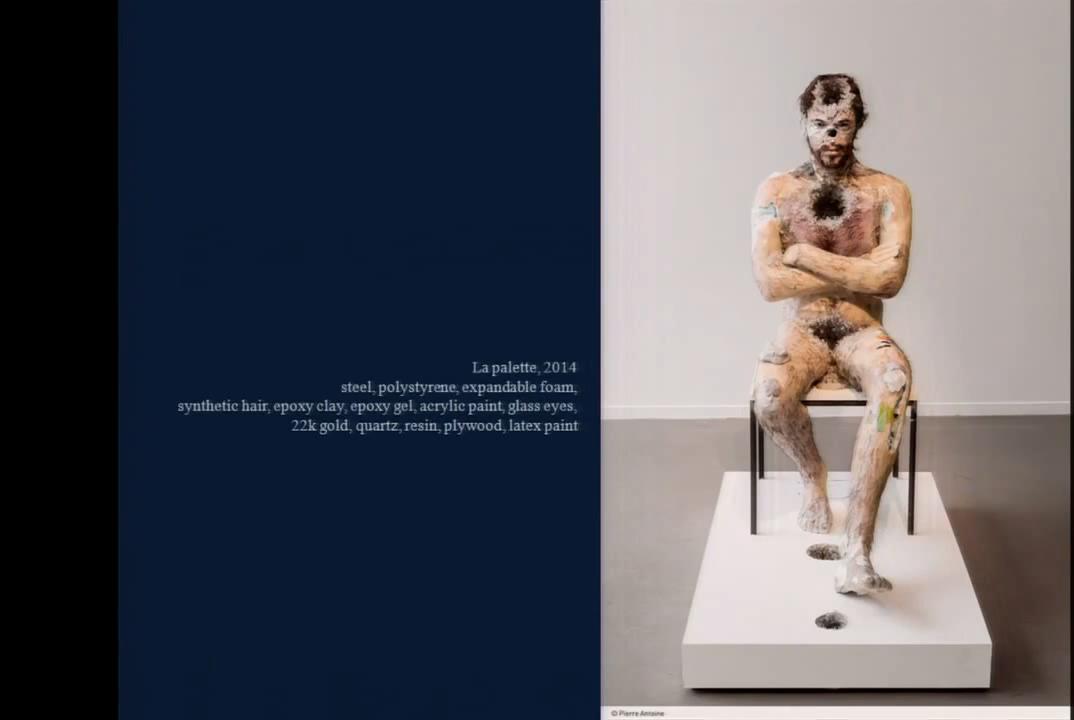 La palette, 2014
steel, polystyrene, expandable foam,
synthetic hair, epoxy clay, epoxy gel, acrylic paint, glass eyes,
22k gold, quartz, resin, plywood, latex paint
© Pierre Antoine